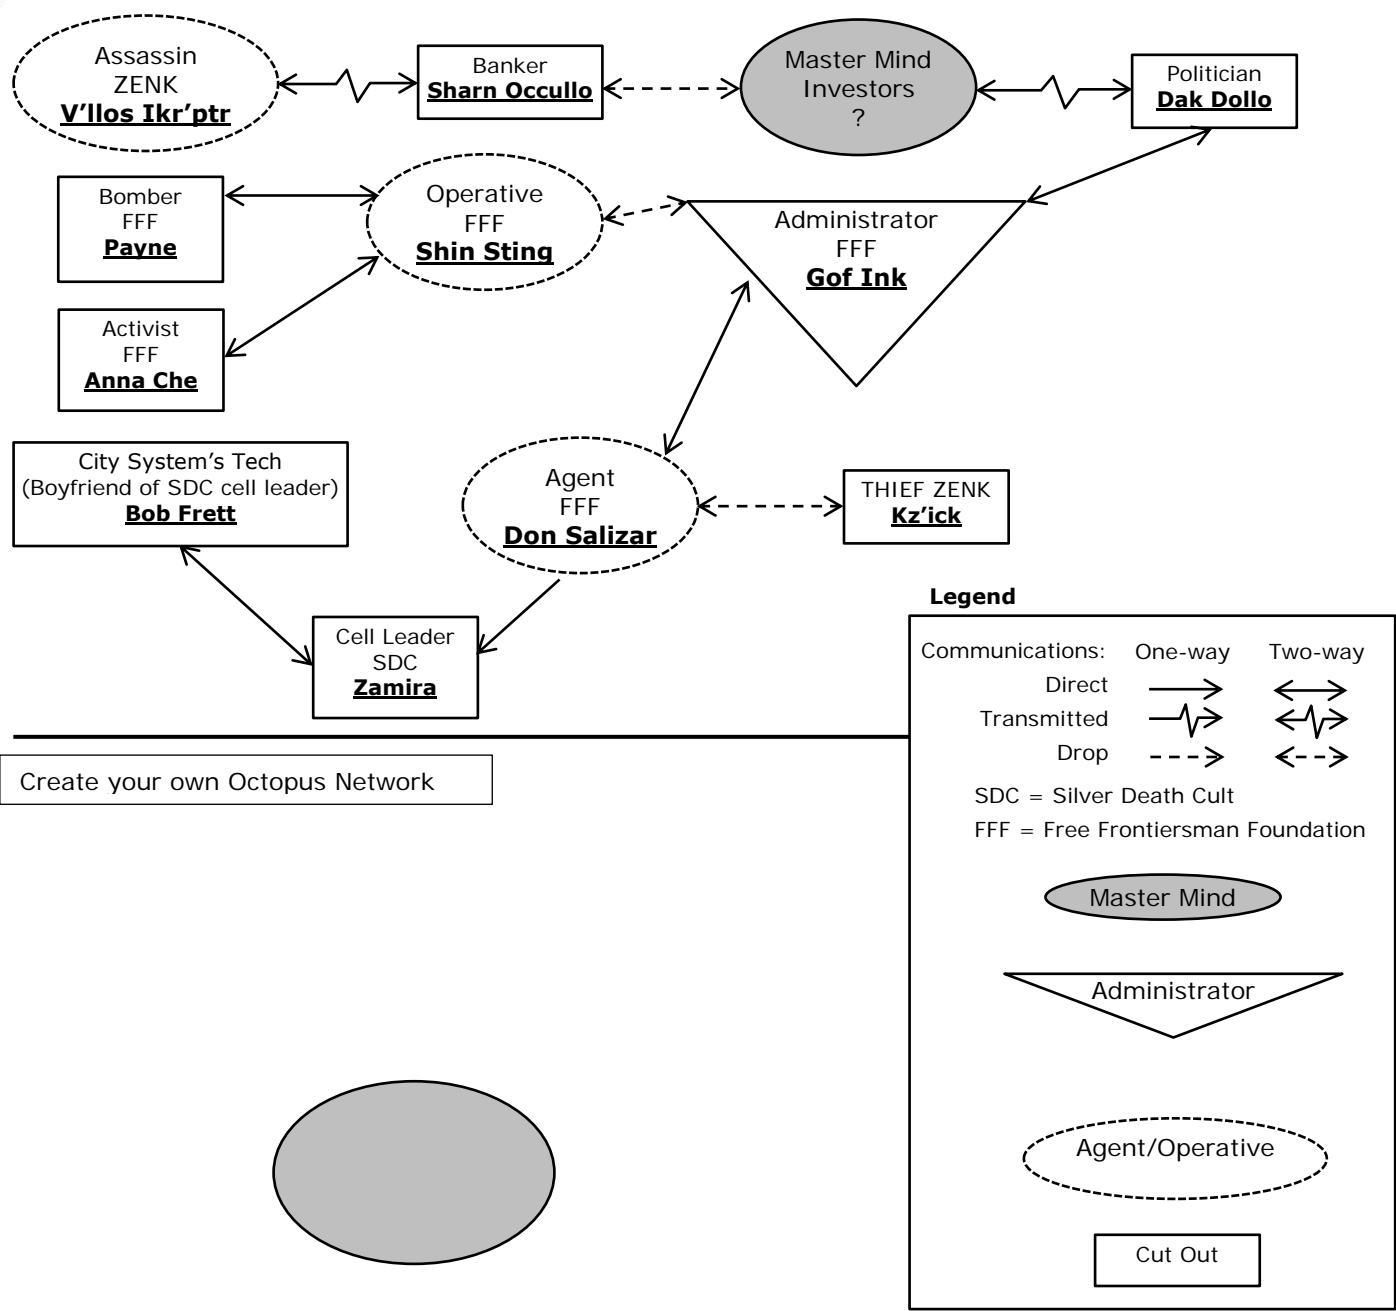 Assassin
ZENK
V'llos Ikr'ptr
Banker
Sharn Occullo
Master Mind
Investors
?
Politician
Dak Dollo
Bomber
FFF
Payne
Operative
FFF
Shin Sting
Administrator
FFF
Gof Ink
Activist
FFF
Anna Che
City System's Tech
(Boyfriend of SDC cell leader)
Bob Frett
Agent
FFF
Don Salizar
THIEF ZENK
Kz'ick
Cell Leader
SDC
Zamira
Legend
Communications: One-way Two-way
Direct
Transmitted
Drop
SDC = Silver Death Cult
FFF = Free Frontiersman Foundation
Master Mind
Administrator
Agent/Operative
Cut Out
Create your own Octopus Network